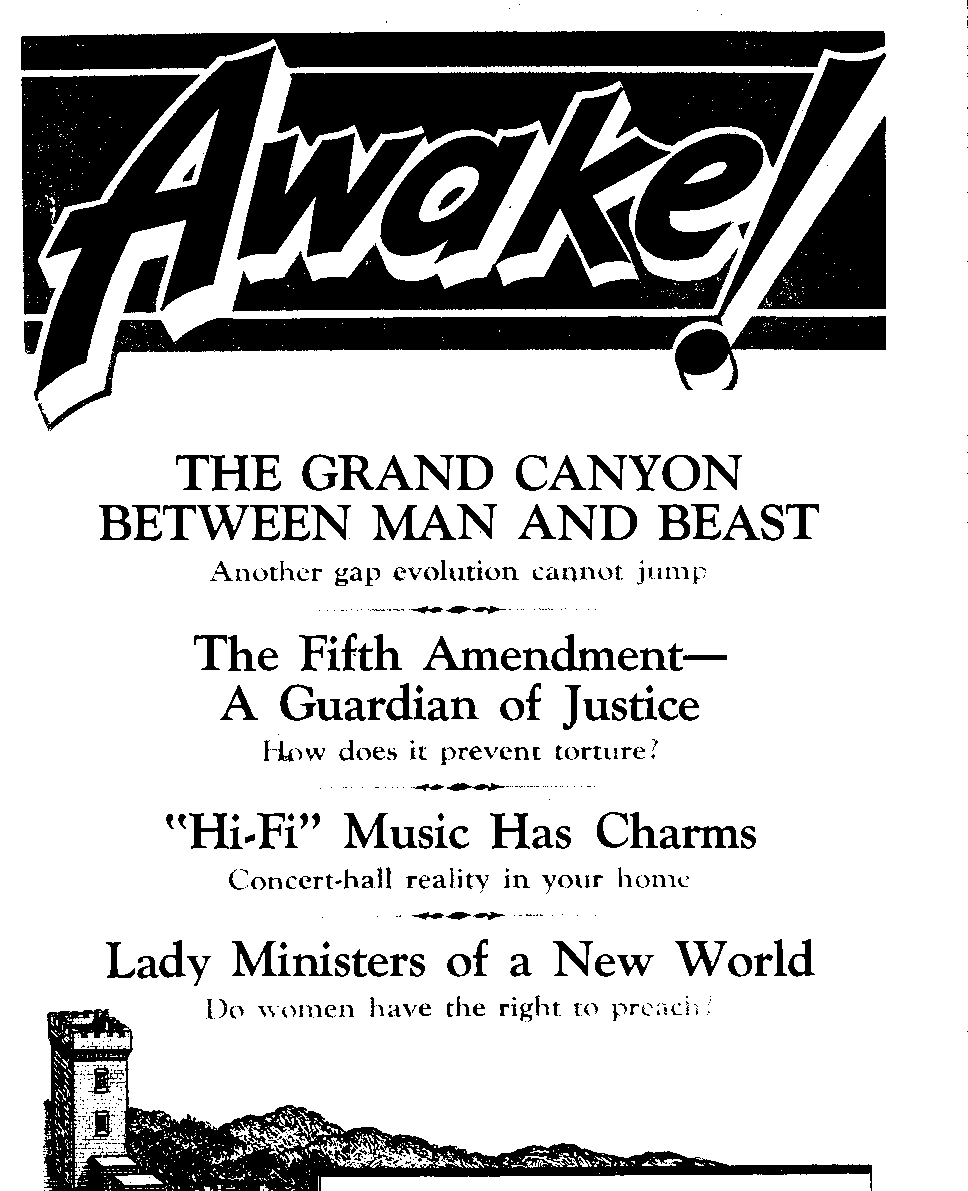 Awake!
THE GRAND CANYON
BETWEEN MAN AND BEAST
Another gap evolution cannot jump
The Fifth Amendment—
A Guardian of Justice
How does it prevent torture?
"Hi-Fi" Music Has Charms
Concert-hall reality in your home
Lady Ministers of a New World
Do women have the right to preach?